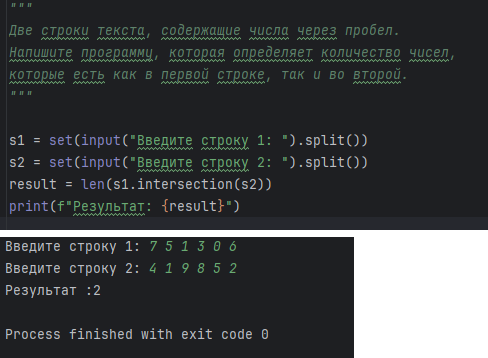 """
Две строки текста, содержащие числа через пробел.
Напишите программу, которая определяет количество чисел,
которые есть как в первой строке, так и во второй.
"""
s1 = set(input("Введите строку 1: ").split())
s2 = set(input("Введите строку 2: ").split())
result = len(s1.intersection(s2))
print(f"Результат: {result}")
Введите строку 1: 7 5 1 3 0 6
Введите строку 2: 4 1 9 8 5 2
Результат :2
Process finished with exit code 0